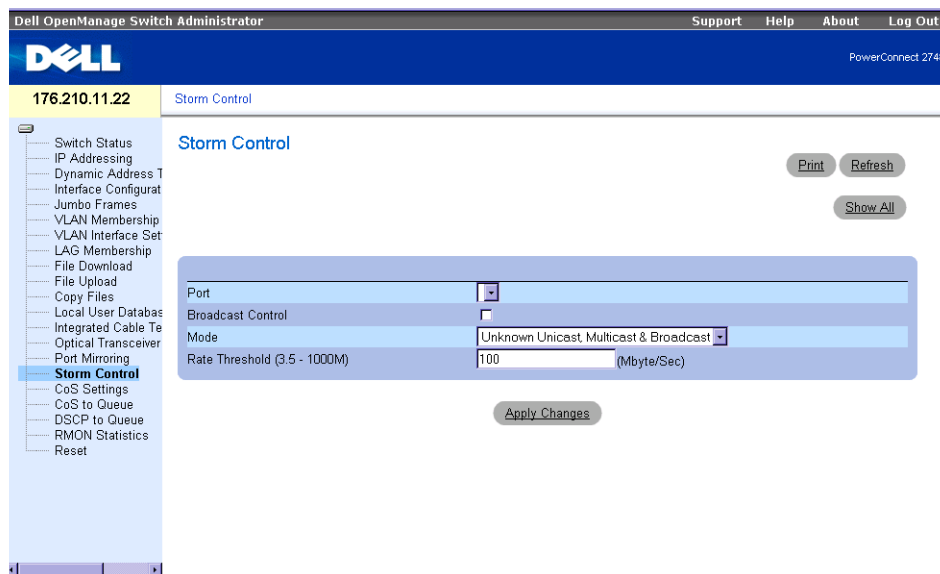 Dell OpenManage Switch Administrator
Support Help About Log Out
DELL
PowerConnect 274
176.210.11.22
Storm Control
Switch Status
IP Addressing
Dynamic Address T
Interface Configurat
Jumbo Frames
VLAN Membership
VLAN Interface Set
LAG Membership
File Download
File Upload
Copy Files
Local User Databas
Integrated Cable Te
Optical Transceiver
Port Mirroring
Storm Control
CoS Settings
CoS to Queue
DSCP to Queue
RMON Statistics
Reset
Storm Control
Print Refresh
Show All
Port
Broadcast Control
Mode Unknown Unicast, Multicast & Broadcast
Rate Threshold (3.5 - 1000M) 100 (Mbyte/Sec)
Apply Changes